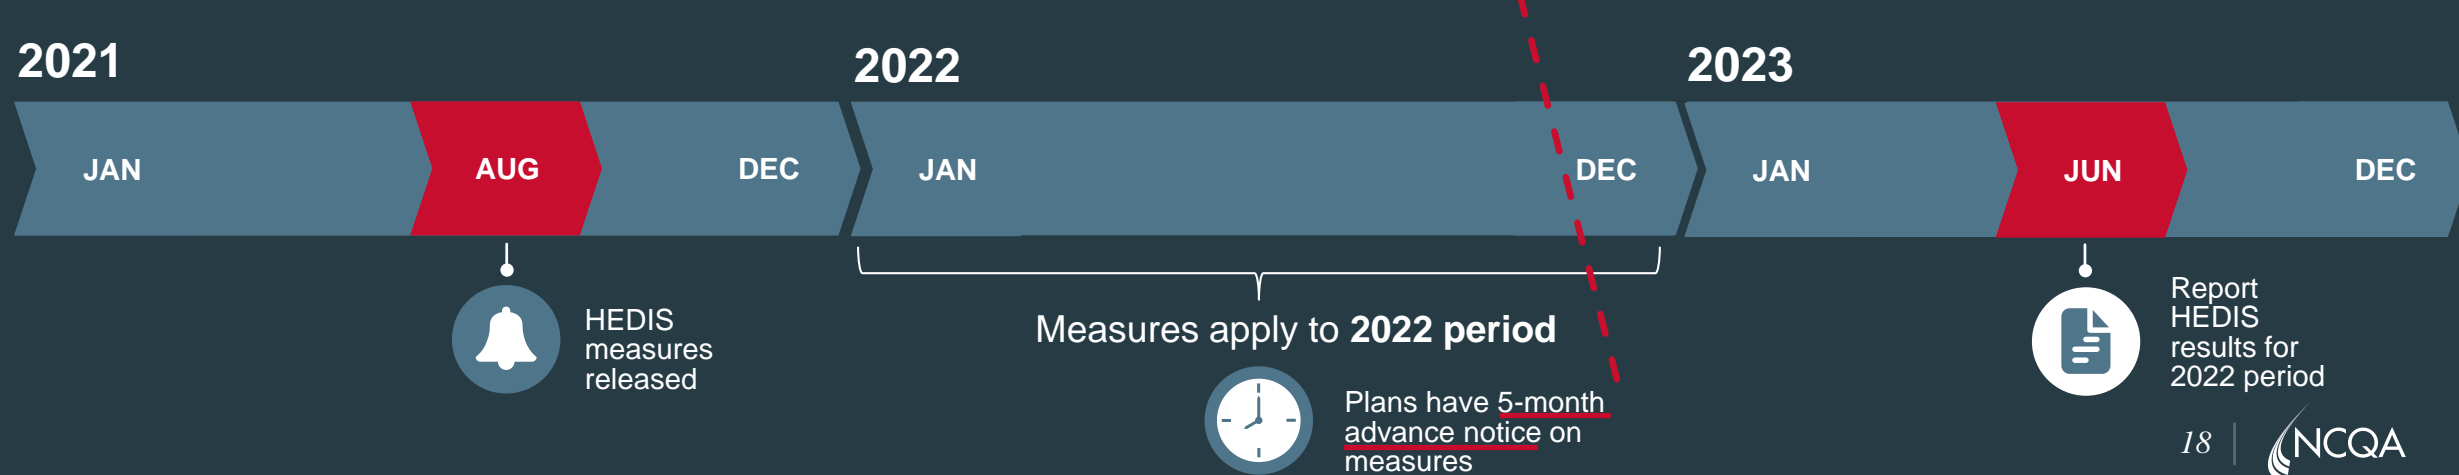 2021
2022
2023
JAN
AUG
DEC
JAN
DEC
JAN
JUN
DEC
HEDIS
measures
released
Measures apply to 2022 period
Plans have 5-month
advance notice on
measures
Report
HEDIS
results for
2022 period
18
NCQA